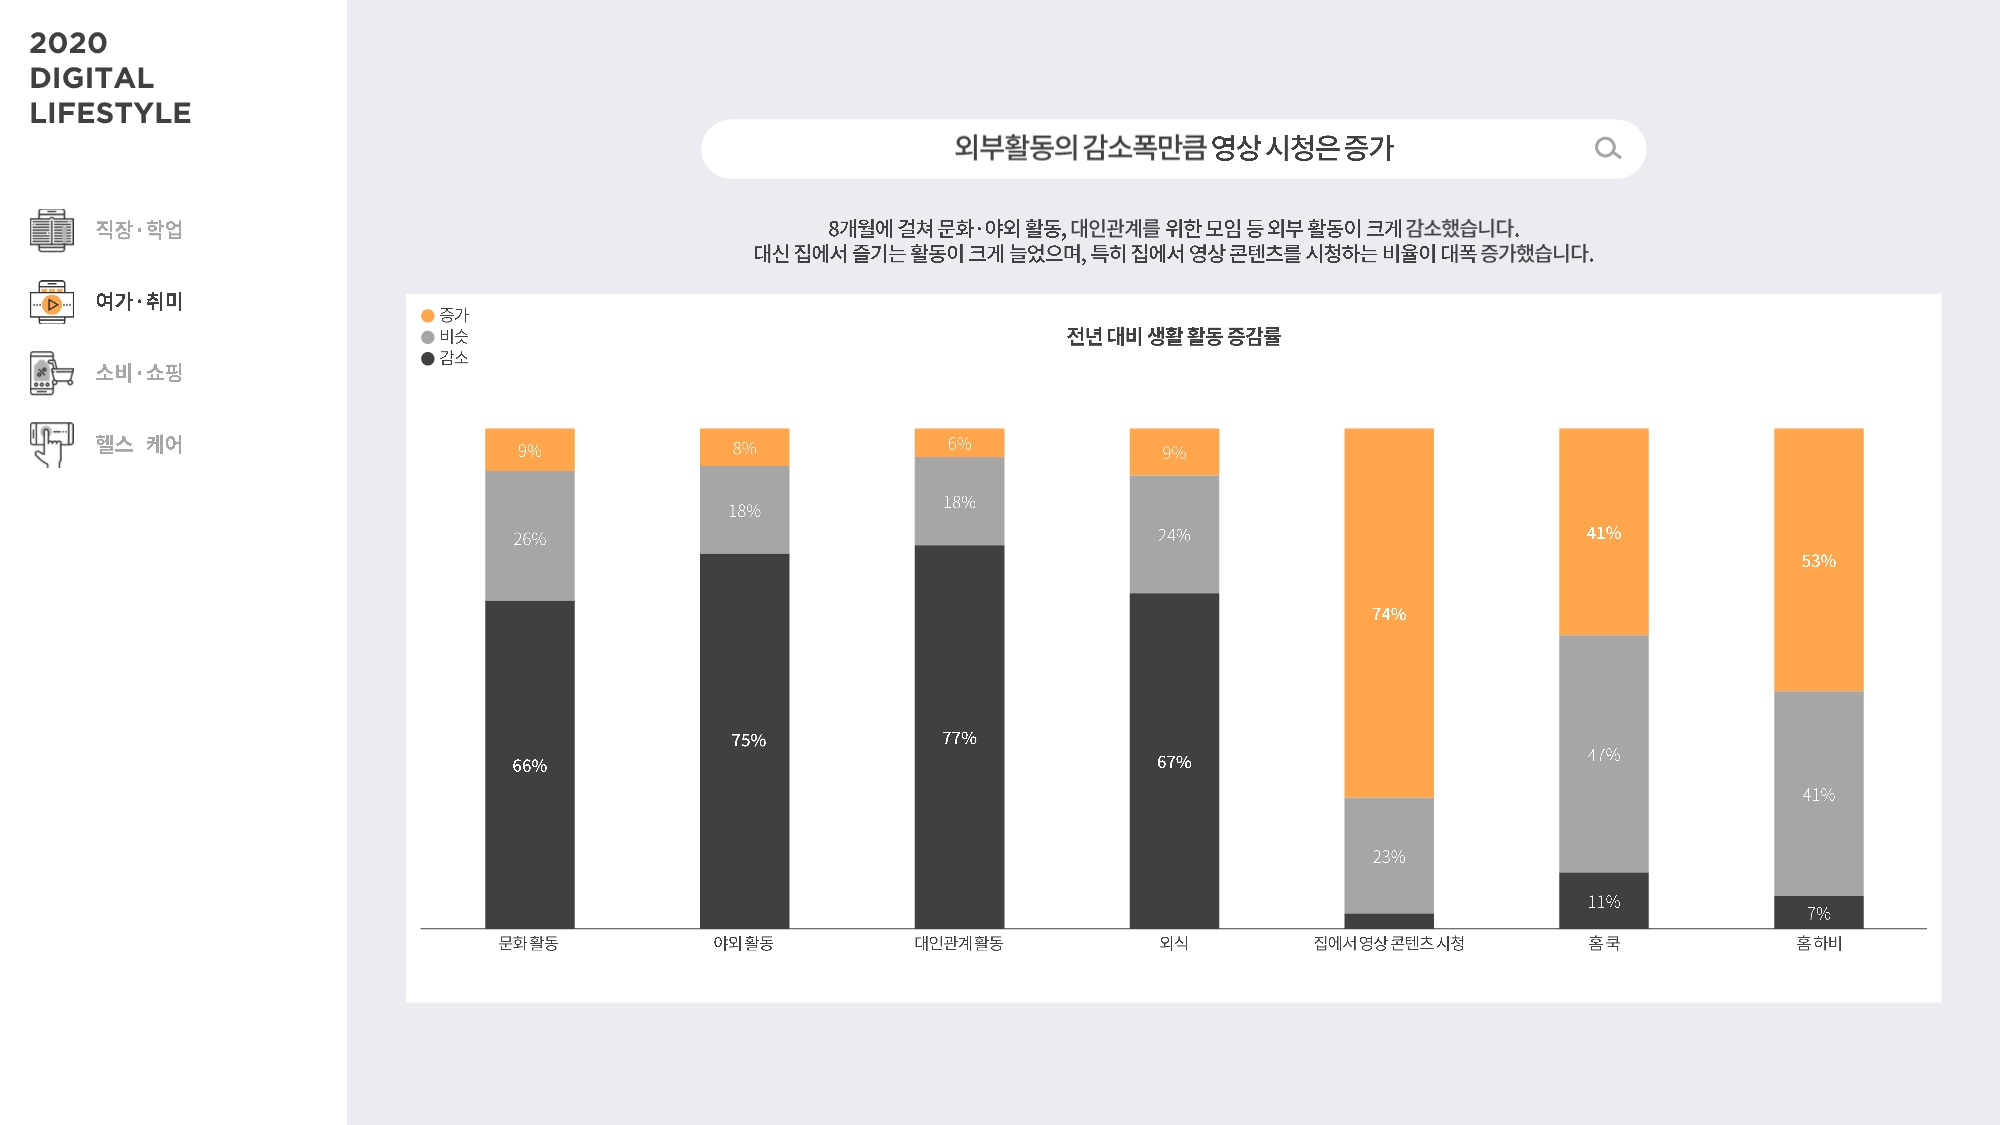 2020
DIGITAL
LIFESTYLE
직장·학업
여가·취미
소비·쇼핑
헬스 케어
외부활동의 감소폭만큼 영상 시청은 증가
8개월에 걸쳐 문화·야외 활동, 대인관계를 위한 모임 등 외부 활동이 크게 감소했습니다.
대신 집에서 즐기는 활동이 크게 늘었으며, 특히 집에서 영상 콘텐츠를 시청하는 비율이 대폭 증가했습니다.
증가
비슷
감소
전년 대비 생활 활동 증감률
9% 8% 6% 9% 74% 41% 53%
26% 18% 18% 24% 23% 47% 41%
66% 75% 77% 67% 11% 7%
문화 활동 야외 활동 대인관계 활동 외식 집에서 영상 콘텐츠 시청 홈 쿡 홈 하비